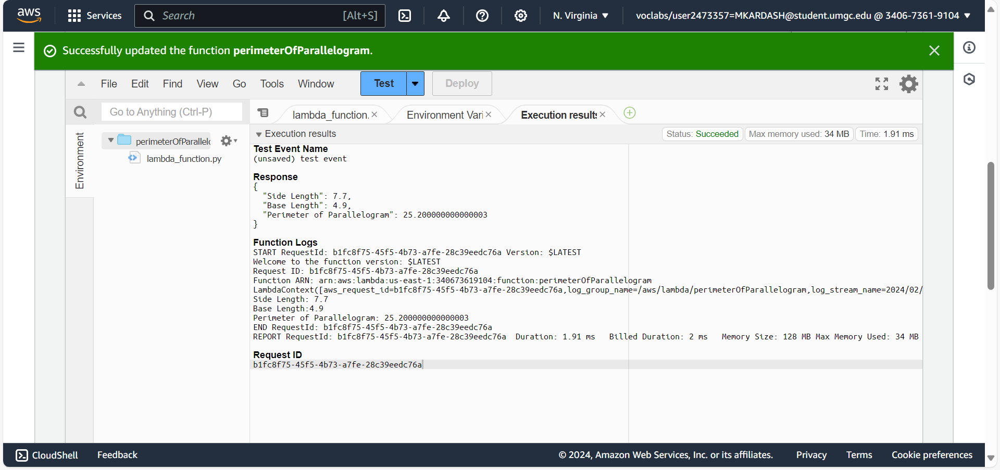 aws
Services
Search
[Alt+S]
N. Virginia
voclabs/user2473357=MKARDASH@student.umgc.edu @ 3406-7361-9104
Successfully updated the function perimeterOfParallelogram.
File Edit Find View Go Tools Window
Test
Deploy
Go to Anything (Ctrl-P)
lambda_function.
Environment Vari
Execution results
Environment
perimeterOfParallelo
lambda_function.py
Execution results
Status: Succeeded
Max memory used: 34 MB
Time: 1.91 ms
Test Event Name
(unsaved) test event
Response
{
"Side Length": 7.7,
"Base Length": 4.9,
"Perimeter of Parallelogram": 25.200000000000003
}
Function Logs
START RequestId: b1fc8f75-45f5-4b73-a7fe-28c39eedc76a Version: $LATEST
Welcome to the function version: $LATEST
Request ID: b1fc8f75-45f5-4b73-a7fe-28c39eedc76a
Function ARN: arn:aws:lambda:us-east-1:340673619104:function:perimeterOfParallelogram
LambdaContext([aws_request_id=b1fc8f75-45f5-4b73-a7fe-28c39eedc76a,log_group_name=/aws/lambda/perimeterOfParallelogram,log_stream_name=2024/02/
Side Length: 7.7
Base Length:4.9
Perimeter of Parallelogram: 25.200000000000003
END RequestId: b1fc8f75-45f5-4b73-a7fe-28c39eedc76a
REPORT RequestId: b1fc8f75-45f5-4b73-a7fe-28c39eedc76a Duration: 1.91 ms Billed Duration: 2 ms Memory Size: 128 MB Max Memory Used: 34 MB
Request ID
b1fc8f75-45f5-4b73-a7fe-28c39eedc76a
CloudShell
Feedback
© 2024, Amazon Web Services, Inc. or its affiliates.
Privacy
Terms
Cookie preferences